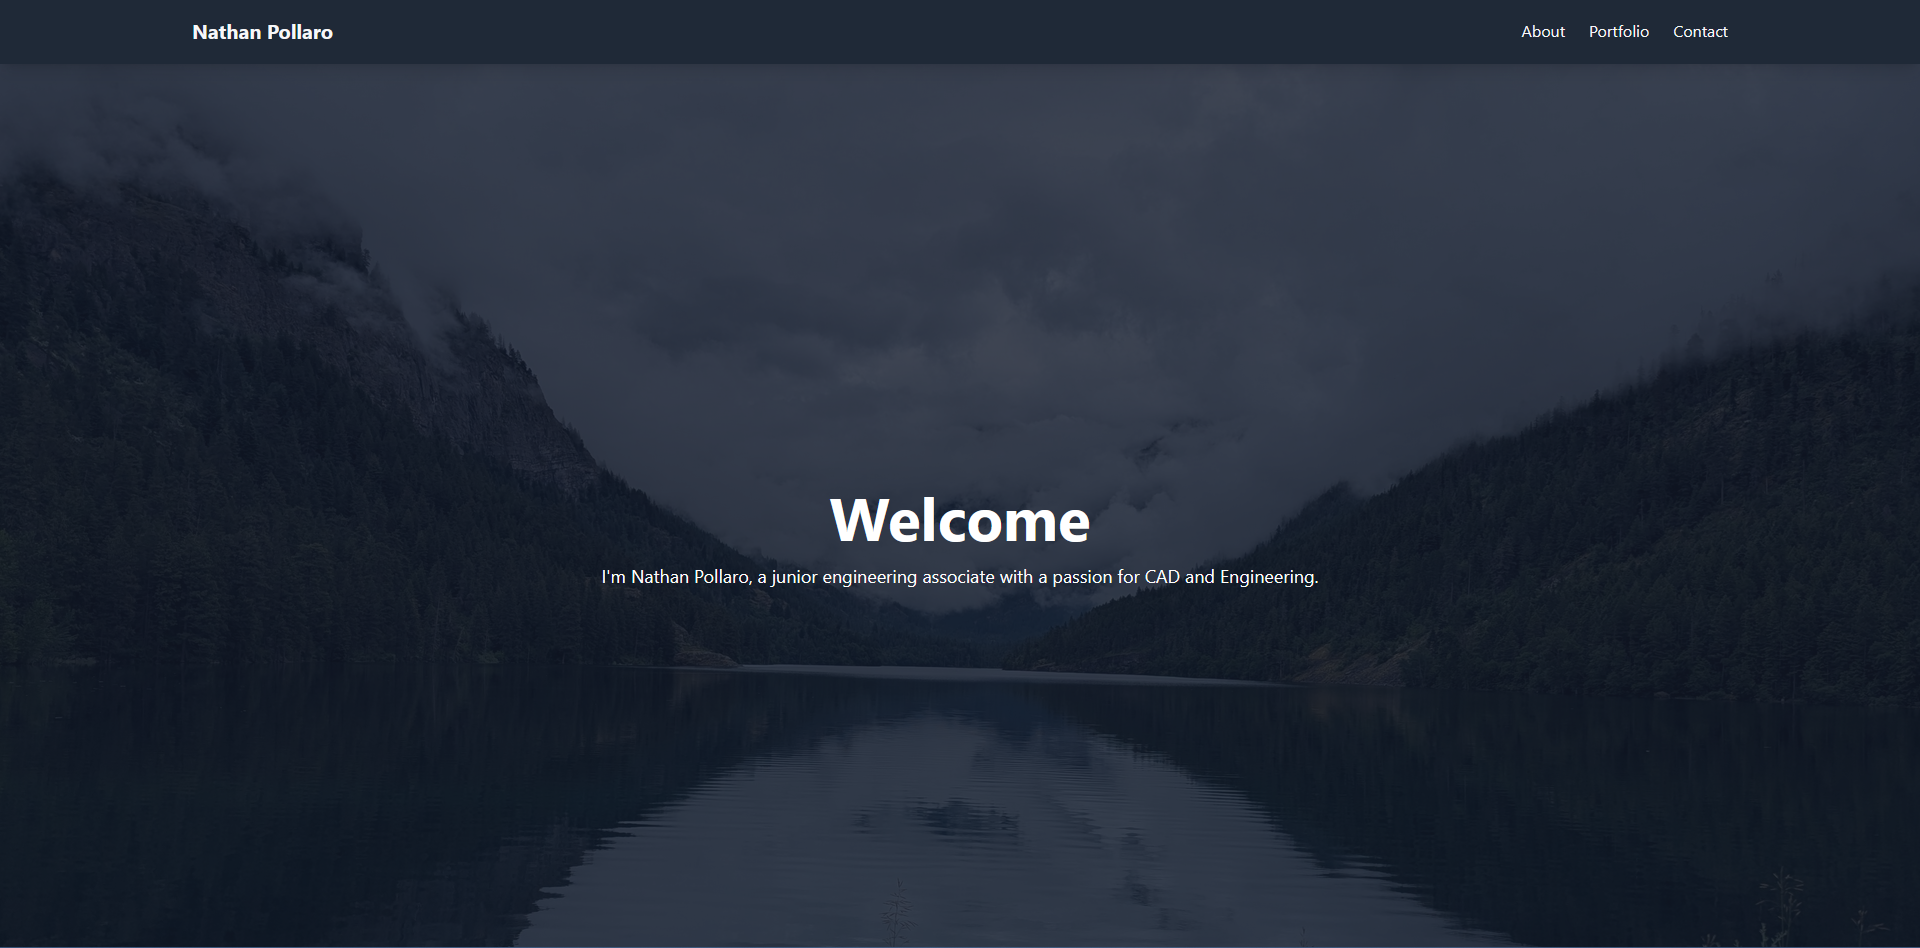 Nathan Pollaro
About Portfolio Contact
Welcome
I'm Nathan Pollaro, a junior engineering associate with a passion for CAD and Engineering.